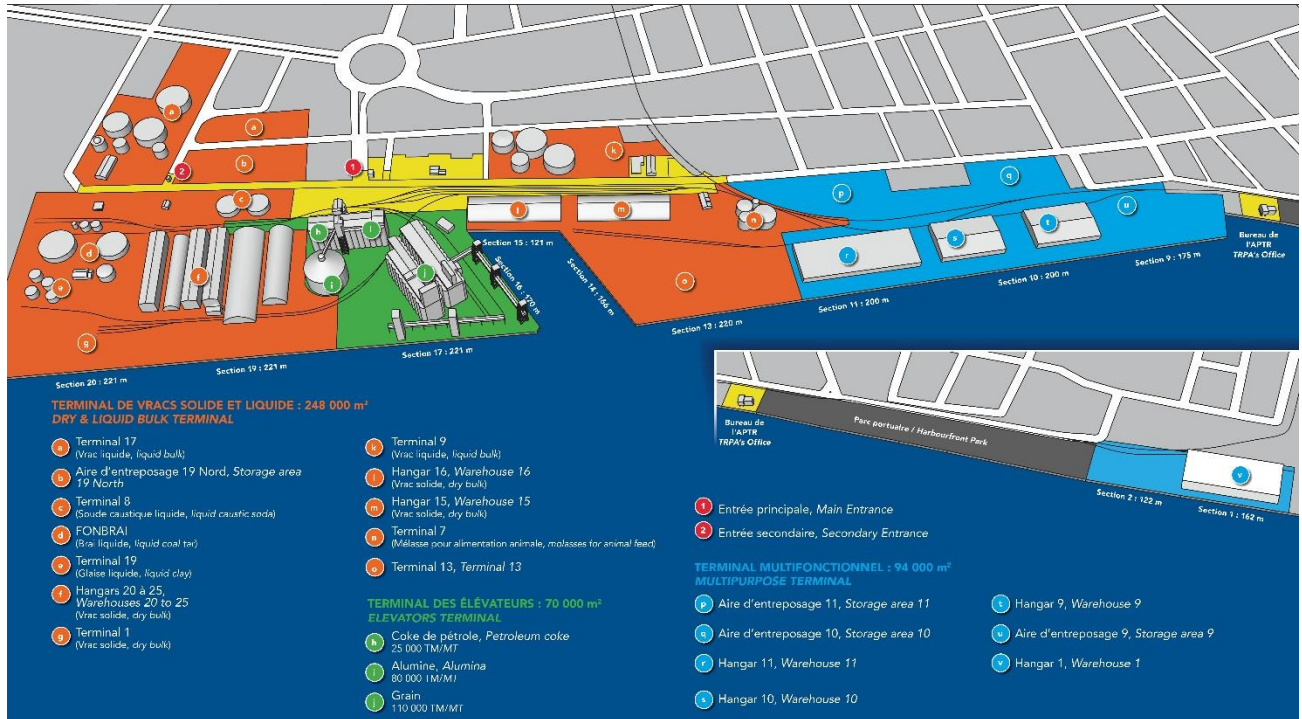 a
a
b
2
1
k
c
p
q
u
l
m
n
t
s
r
h
i
j
i
d
e
f
g
o
Bureau de
l'APTR
TRPA's Office
Section 15 : 121 m
Section 16 : 170 m
Section 14 : 166 m
Section 13 : 220 m
Section 11 : 200 m
Section 10 : 200 m
Section 9 : 175 m
Section 20 : 221 m
Section 19 : 221 m
Section 17 : 221 m
Bureau de
l'APTR
TRPA's Office
Parc portuaire / Harbourfront Park
v
Section 2 : 122 m
Section 1 : 162 m
TERMINAL DE VRACS SOLIDE ET LIQUIDE : 248 000 m²
DRY & LIQUID BULK TERMINAL
a Terminal 17
(Vrac liquide, liquid bulk)
b Aire d'entreposage 19 Nord, Storage area
19 North
c Terminal 8
(Soude caustique liquide, liquid caustic soda)
d FONBRAI
(Brai liquide, liquid coal tar)
e Terminal 19
(Glaise liquide, liquid clay)
f Hangars 20 à 25,
Warehouses 20 to 25
(Vrac solide, dry bulk)
g Terminal 1
(Vrac solide, dry bulk)
k Terminal 9
(Vrac liquide, liquid bulk)
l Hangar 16, Warehouse 16
(Vrac solide, dry bulk)
m Hangar 15, Warehouse 15
(Vrac solide, dry bulk)
n Terminal 7
(Mélasse pour alimentation animale, molasses for animal feed)
o Terminal 13, Terminal 13
TERMINAL DES ÉLÉVATEURS : 70 000 m²
ELEVATORS TERMINAL
h Coke de pétrole, Petroleum coke
25 000 TM/MT
i Alumine, Alumina
80 000 TM/MT
j Grain
110 000 TM/MT
1 Entrée principale, Main Entrance
2 Entrée secondaire, Secondary Entrance
TERMINAL MULTIFONCTIONNEL : 94 000 m²
MULTIPURPOSE TERMINAL
p Aire d'entreposage 11, Storage area 11
q Aire d'entreposage 10, Storage area 10
r Hangar 11, Warehouse 11
s Hangar 10, Warehouse 10
t Hangar 9, Warehouse 9
u Aire d'entreposage 9, Storage area 9
v Hangar 1, Warehouse 1